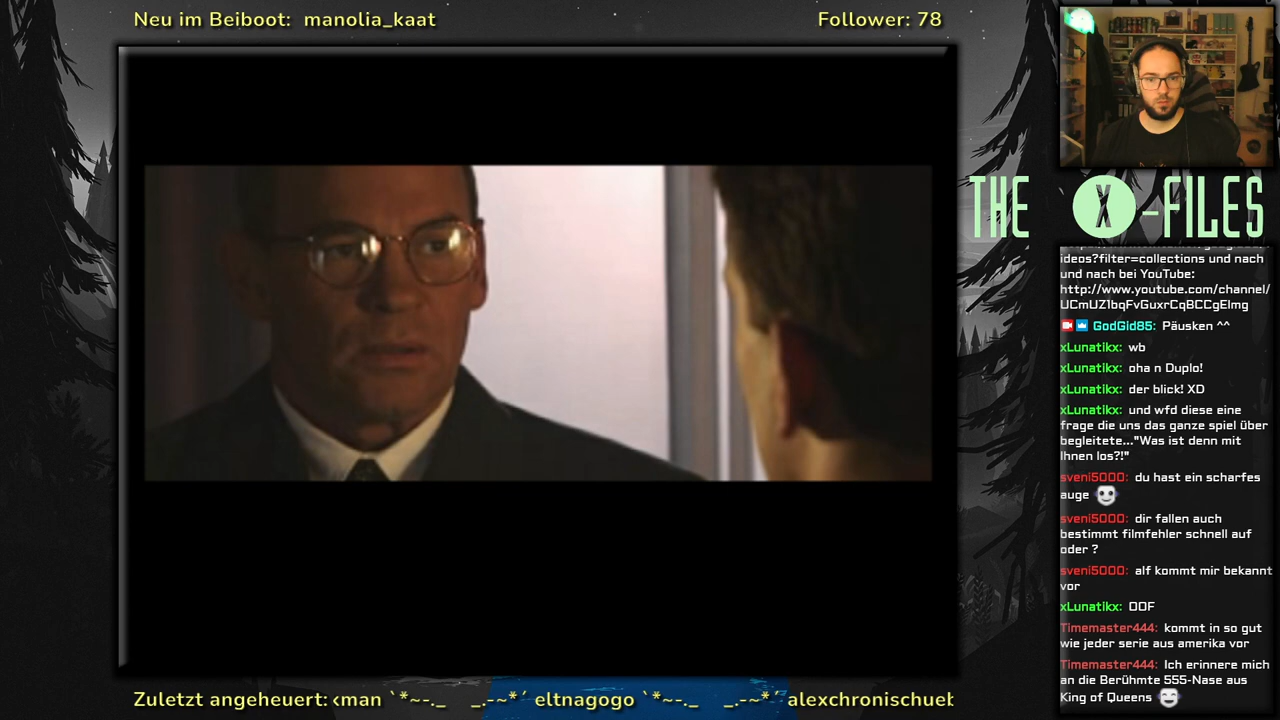 Neu im Beiboot: manolia_kaat
Follower: 78
THE X-FILES
ideos?filter=collections und nach
und nach bei YouTube:
http://www.youtube.com/channel/
UCmUZ1bqFvGuxrCqBCCgElmg
GodGid85: Päusken ^^
xLunatikx: wb
xLunatikx: oha n Duplo!
xLunatikx: der blick! XD
xLunatikx: und wfd diese eine
frage die uns das ganze spiel über
begleitete..."Was ist denn mit
Ihnen los?!"
sveni5000: du hast ein scharfes
auge
sveni5000: dir fallen auch
bestimmt filmfehler schnell auf
oder ?
sveni5000: alf kommt mir bekannt
vor
xLunatikx: OOF
Timemaster444: kommt in so gut
wie jeder serie aus amerika vor
Timemaster444: Ich erinnere mich
an die Berühmte 555-Nase aus
King of Queens
Zuletzt angeheuert: ‹man `*~-._ _.-~*´ eltnagogo `*~-._ _.-~*´ alexchronischueb